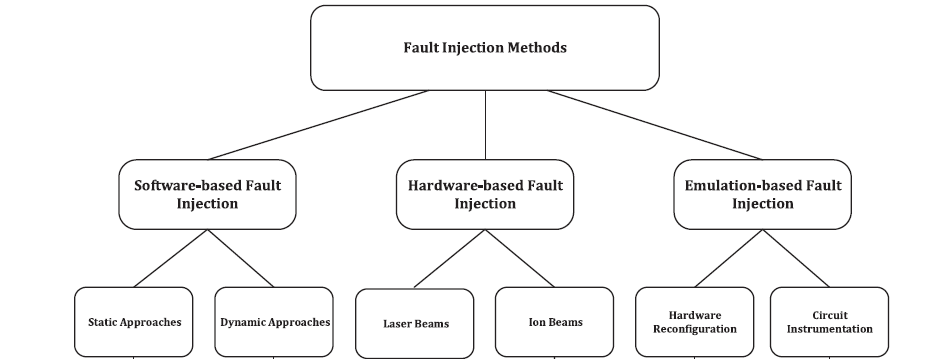 Fault Injection Methods
Software-based Fault
Injection
Hardware-based Fault
Injection
Emulation-based Fault
Injection
Static Approaches
Dynamic Approaches
Laser Beams
Ion Beams
Hardware
Reconfiguration
Circuit
Instrumentation